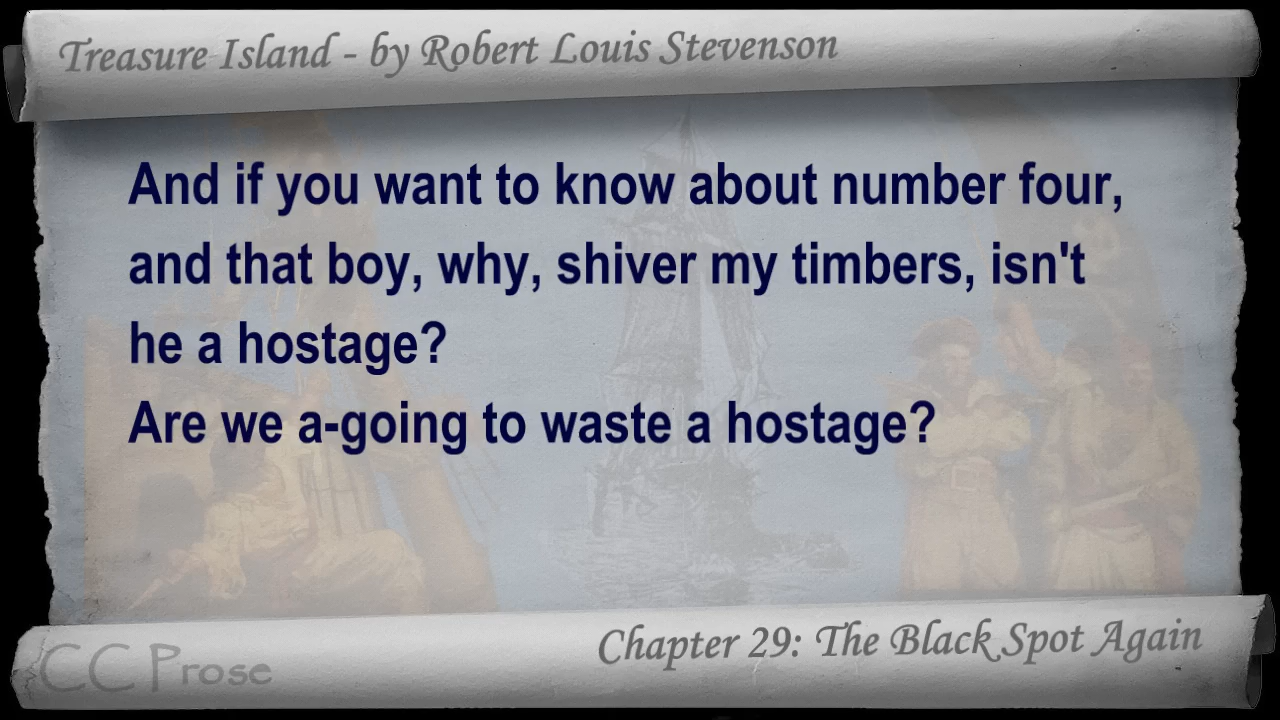 Treasure Island - by Robert Louis Stevenson
And if you want to know about number four,
and that boy, why, shiver my timbers, isn't
he a hostage?
Are we a-going to waste a hostage?
Chapter 29: The Black Spot Again
CC Prose